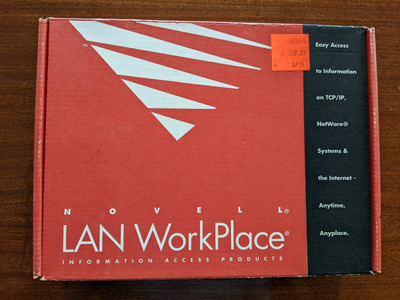 Easy Access
to Information
on TCP/IP,
NetWare®
Systems &
the Internet -
Anytime,
Anyplace.
NOVELL®
LAN WorkPlace®
INFORMATION ACCESS PRODUCTS